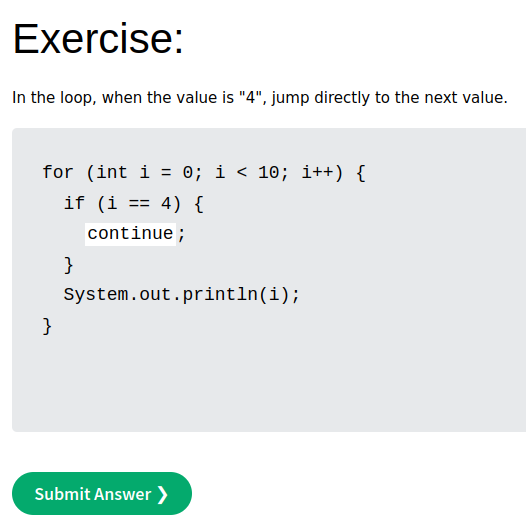 Exercise:
In the loop, when the value is "4", jump directly to the next value.
for (int i = 0; i < 10; i++) {
  if (i == 4) {
    continue;
  }
  System.out.println(i);
}
Submit Answer ❯